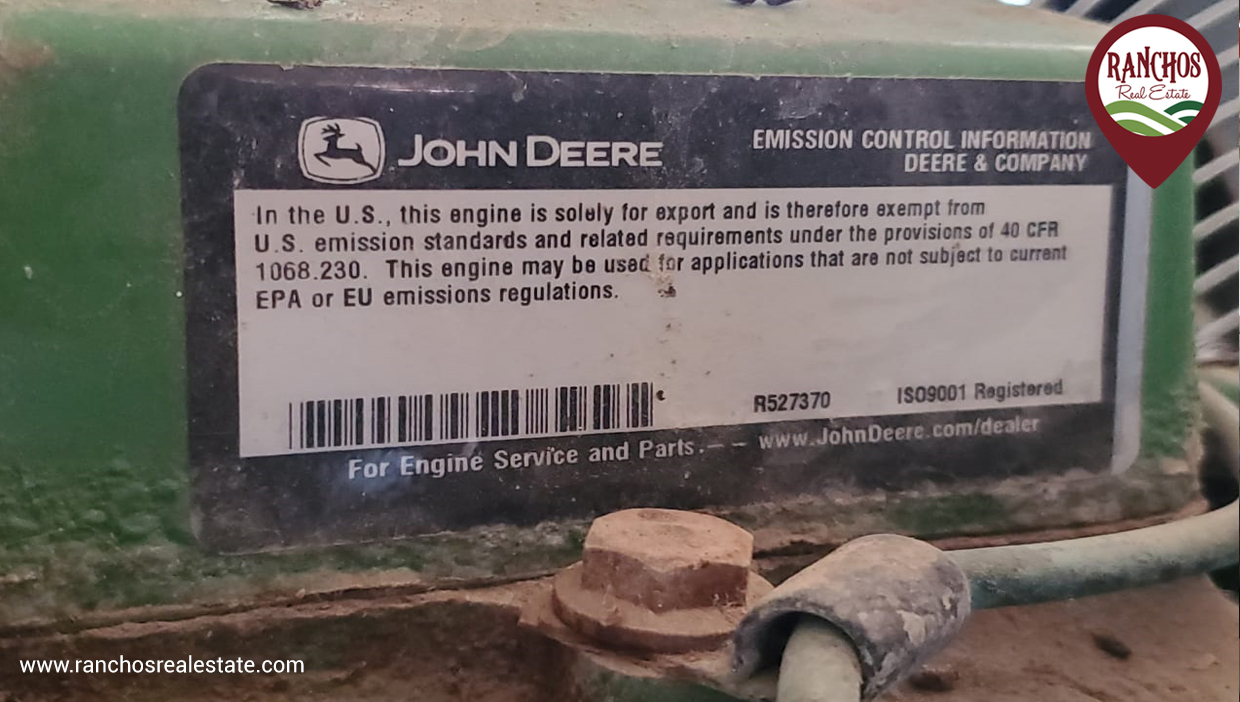 RANCHOS
Real Estate
JOHN DEERE
EMISSION CONTROL INFORMATION
DEERE & COMPANY
In the U.S., this engine is solely for export and is therefore exempt from
U.S. emission standards and related requirements under the provisions of 40 CFR
1068.230. This engine may be used for applications that are not subject to current
EPA or EU emissions regulations.
R527370
ISO9001 Registered
For Engine Service and Parts.-- www.JohnDeere.com/dealer
www.ranchosrealestate.com